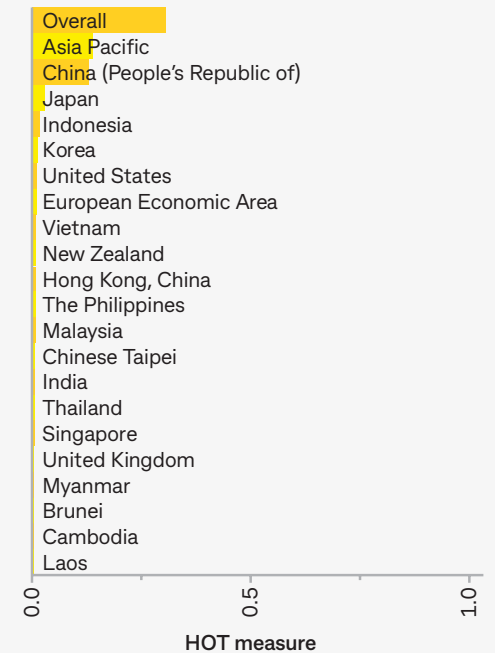 Overall
Asia Pacific
China (People’s Republic of)
Japan
Indonesia
Korea
United States
European Economic Area
Vietnam
New Zealand
Hong Kong, China
The Philippines
Malaysia
Chinese Taipei
India
Thailand
Singapore
United Kingdom
Myanmar
Brunei
Cambodia
Laos
0.0 0.5 1.0
HOT measure